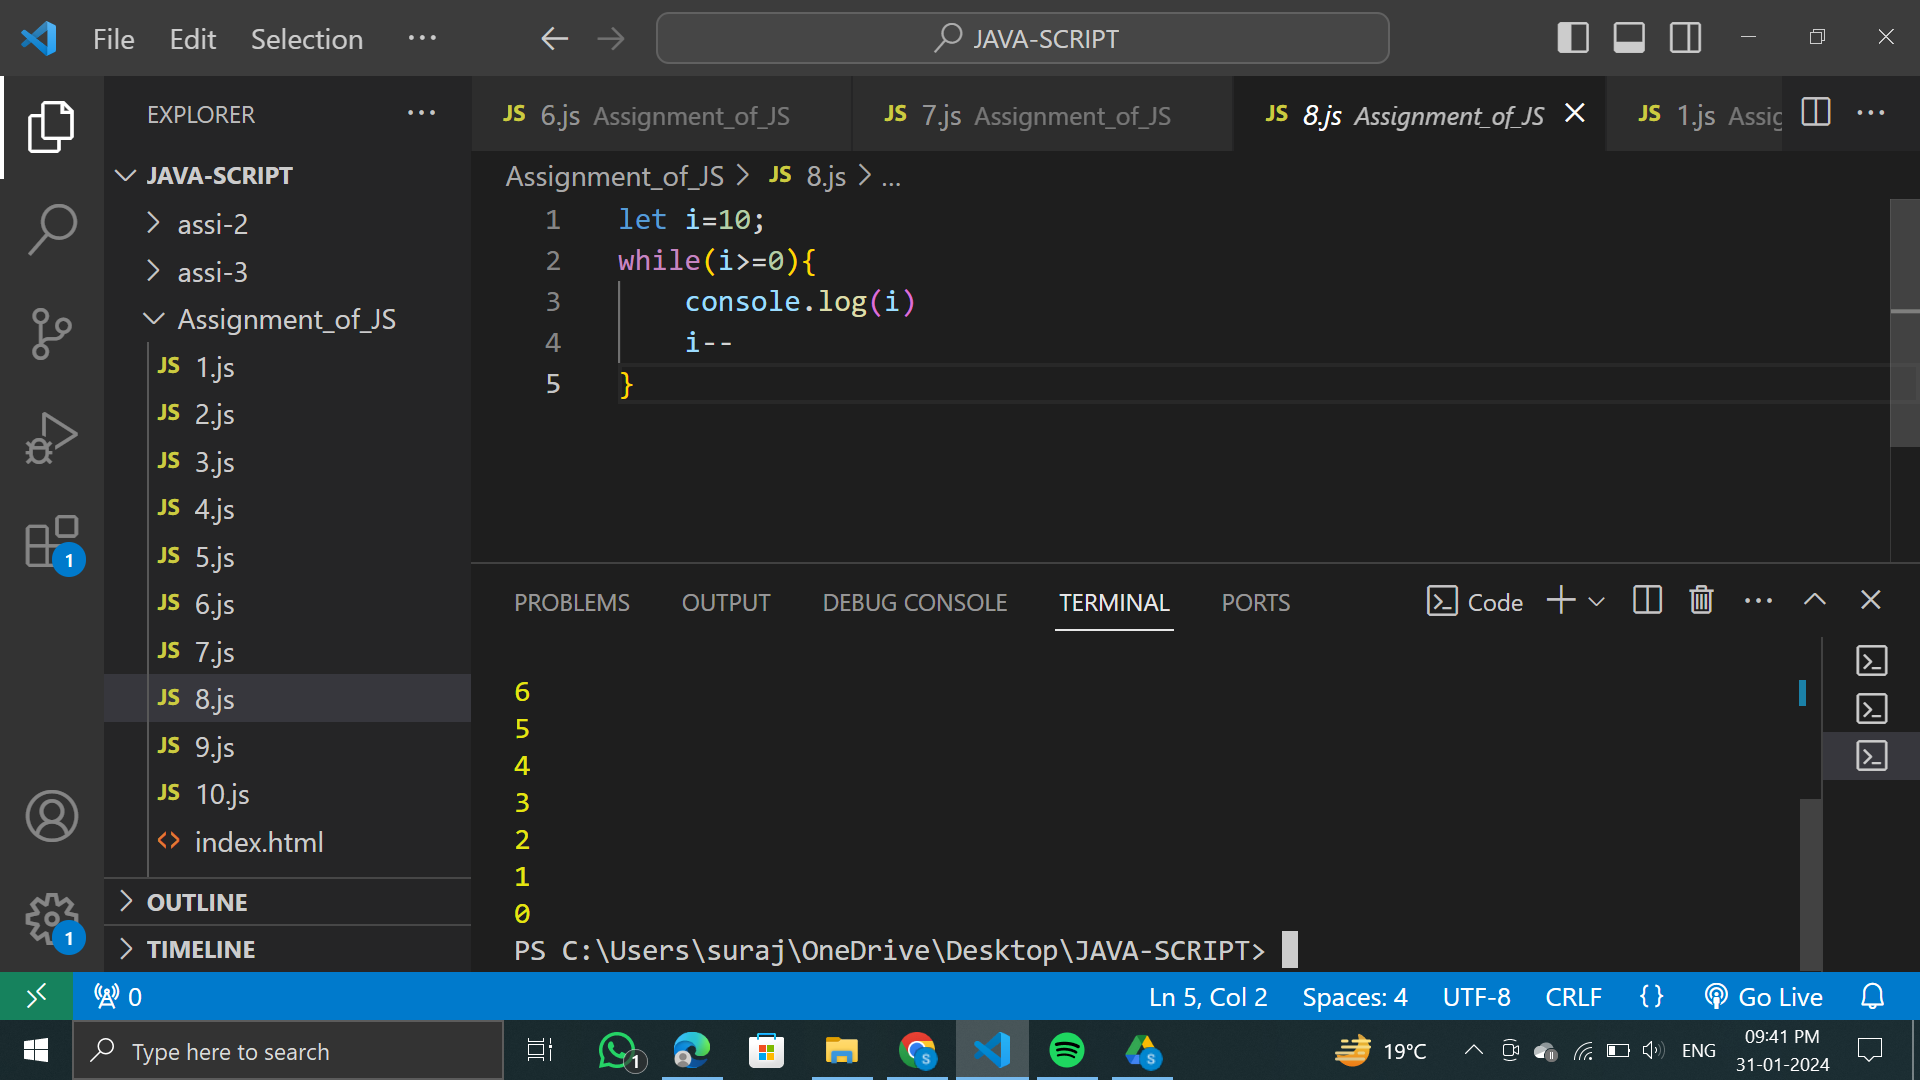 File Edit Selection ··· JAVA-SCRIPT
EXPLORER ···
JAVA-SCRIPT
assi-2
assi-3
Assignment_of_JS
JS 1.js
JS 2.js
JS 3.js
JS 4.js
JS 5.js
JS 6.js
JS 7.js
JS 8.js
JS 9.js
JS 10.js
<> index.html
OUTLINE
TIMELINE
1
1
JS 6.js Assignment_of_JS JS 7.js Assignment_of_JS JS 8.js Assignment_of_JS JS 1.js ···
Assignment_of_JS > JS 8.js > ...
1 let i=10;
2 while(i>=0){
3 console.log(i)
4 i--
5 }
PROBLEMS OUTPUT DEBUG CONSOLE TERMINAL PORTS Code ···
6
5
4
3
2
1
0
PS C:\Users\suraj\OneDrive\Desktop\JAVA-SCRIPT>
0 Ln 5, Col 2 Spaces: 4 UTF-8 CRLF {} Go Live
Type here to search 1 S S 19°C ENG 09:41 PM
31-01-2024